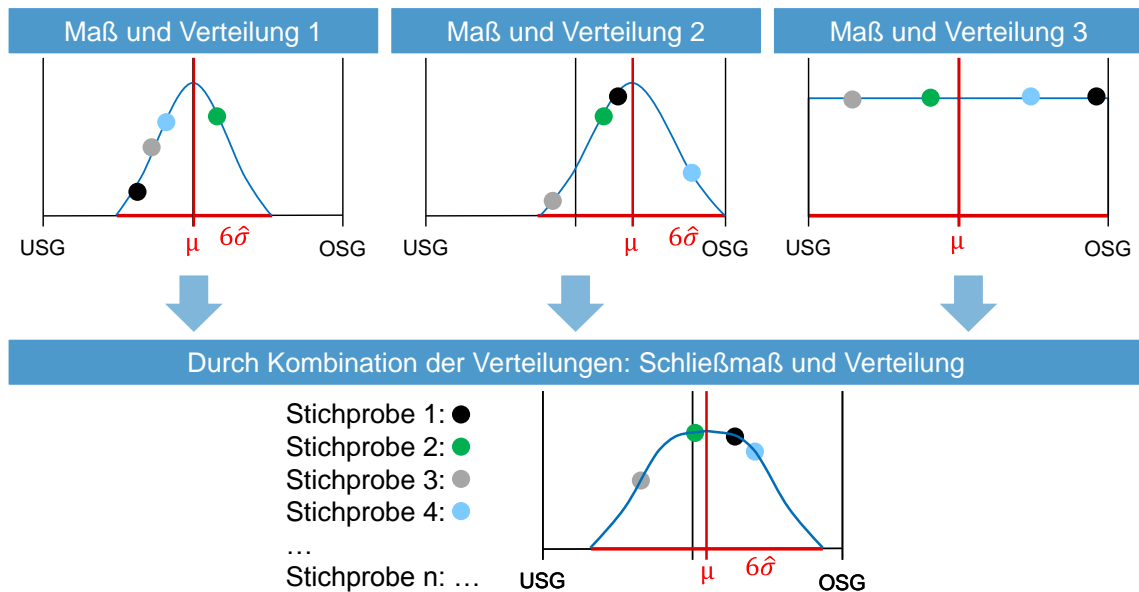 Maß und Verteilung 1
Maß und Verteilung 2
Maß und Verteilung 3
USG μ 6σ̂ OSG
USG μ 6σ̂ OSG
USG μ OSG
Durch Kombination der Verteilungen: Schließmaß und Verteilung
Stichprobe 1:
Stichprobe 2:
Stichprobe 3:
Stichprobe 4:
…
Stichprobe n: …
USG μ 6σ̂ OSG